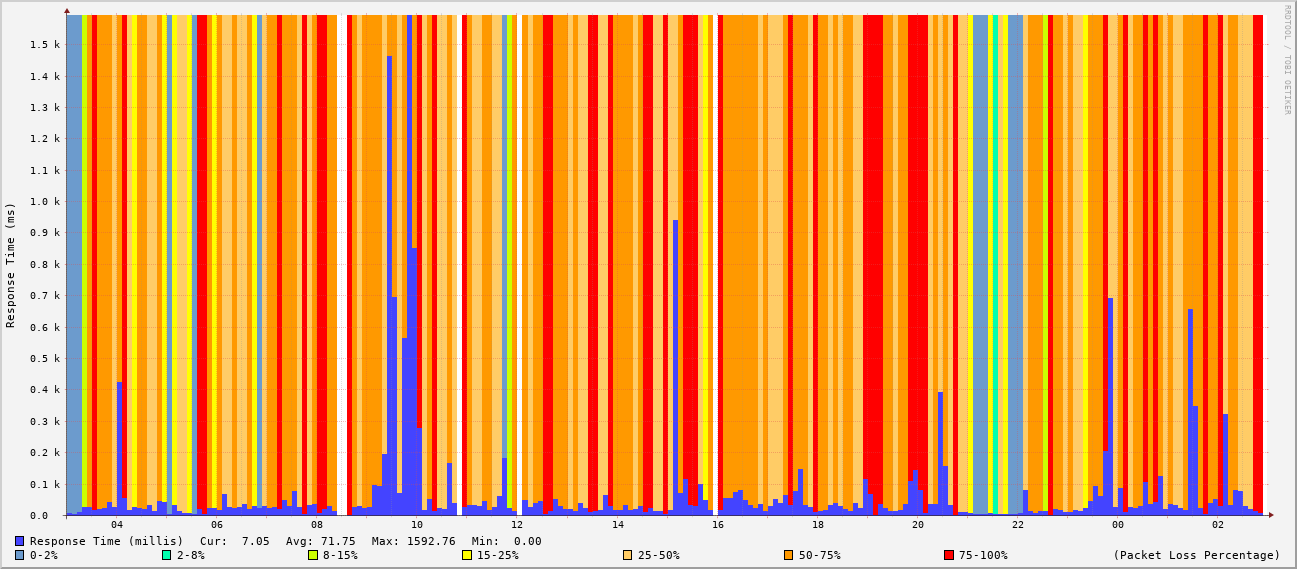 RRDTOOL / TOBI OETIKER
Response Time (ms)
1.5 k
1.4 k
1.3 k
1.2 k
1.1 k
1.0 k
0.9 k
0.8 k
0.7 k
0.6 k
0.5 k
0.4 k
0.3 k
0.2 k
0.1 k
0.0
04 06 08 10 12 14 16 18 20 22 00 02
Response Time (millis) Cur: 7.05 Avg: 71.75 Max: 1592.76 Min: 0.00
0-2% 2-8% 8-15% 15-25% 25-50% 50-75% 75-100% (Packet Loss Percentage)